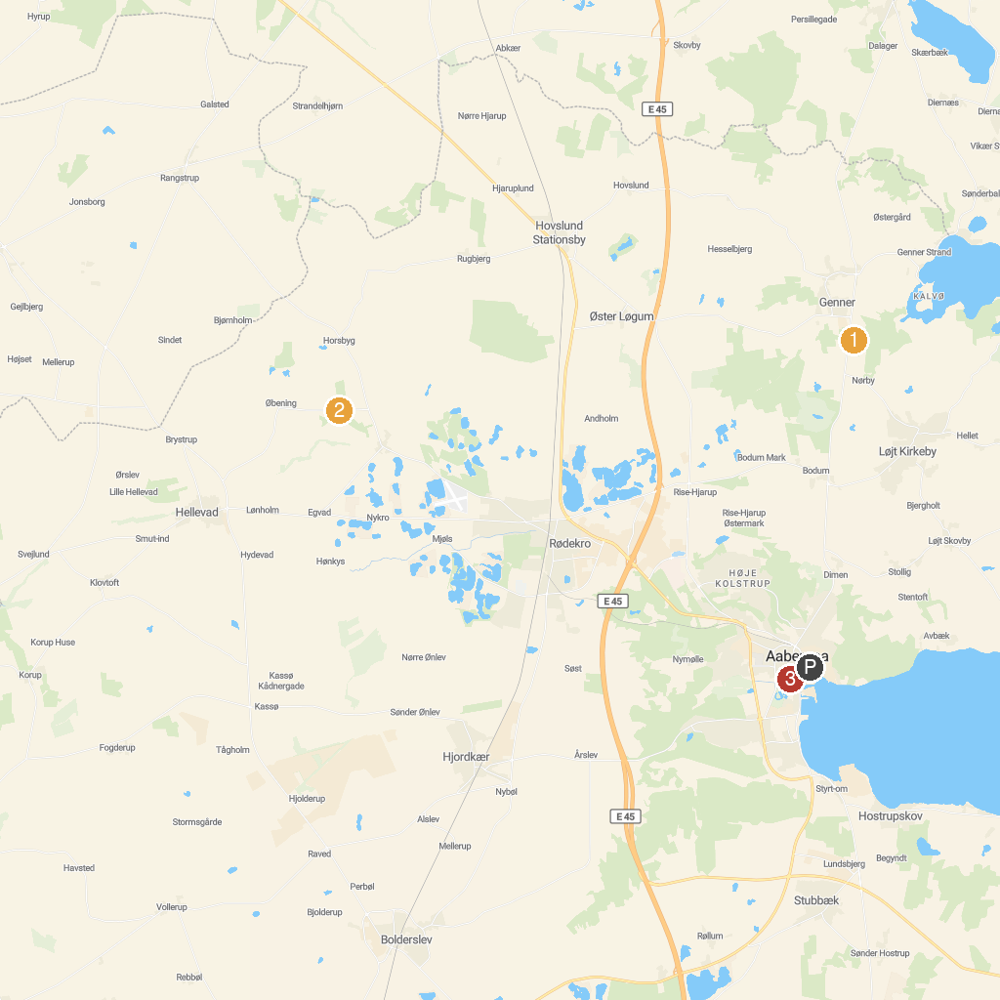 Hyrup
Persillegade
Abkær
Skovby
Dalager
Skærbæk
Galsted
Strandelhjørn
E 45
Diernæs
Nørre Hjarup
Vikær
Rangstrup
Hjaruplund
Hovslund
Jonsborg
Østergård
Hovslund
Stationsby
Hesselbjerg
Genner Strand
Rugbjerg
KALVØ
Genner
Gejlbjerg
Bjørnholm
Øster Løgum
Sindet
Horsbyg
1
Højset
Mellerup
Nørby
Øbening
2
Andholm
Brystrup
Hellet
Løjt Kirkeby
Bodum Mark
Bodum
Ørslev
Lille Hellevad
Rise-Hjarup
Bjergholt
Hellevad
Lønholm
Egvad
Nykro
Rise-Hjarup
Østermark
Smut-ind
Mjøls
Rødekro
Løjt Skovby
Svejlund
Hydevad
Hønkys
HØJE
KOLSTRUP
Dimen
Stollig
Klovtoft
E 45
Stentoft
Korup Huse
Avbæk
Nørre Ønlev
Nymølle
Søst
P
3
Korup
Kassø
Kådnergade
Kassø
Sønder Ønlev
Fogderup
Tågholm
Hjordkær
Årslev
Nybøl
Styrt-om
Hjolderup
Stormsgårde
Alslev
E 45
Hostrupskov
Mellerup
Raved
Havsted
Lundsbjerg
Begyndt
Perbøl
Vollerup
Bjolderup
Stubbæk
Bolderslev
Røllum
Sønder Hostrup
Rebbøl